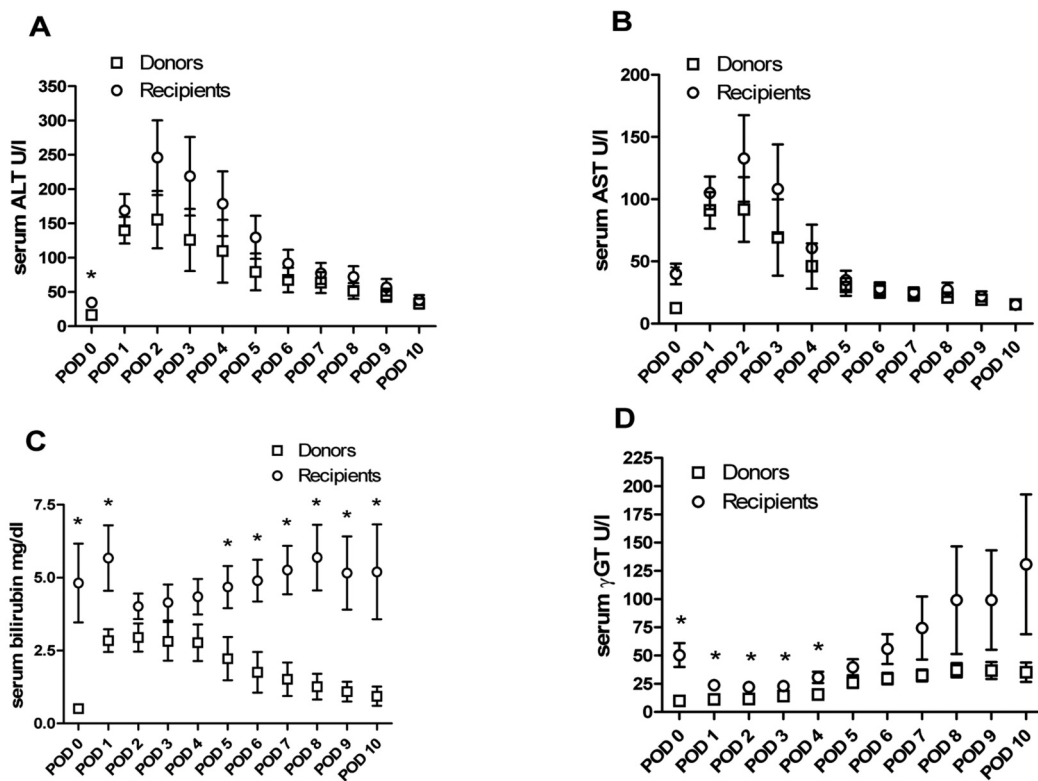 A
Donors
Recipients
serum ALT U/l
350
300
250
200
150
100
50
0
*
POD 0
POD 1
POD 2
POD 3
POD 4
POD 5
POD 6
POD 7
POD 8
POD 9
POD 10
B
Donors
Recipients
serum AST U/l
200
150
100
50
0
*
POD 0
POD 1
POD 2
POD 3
POD 4
POD 5
POD 6
POD 7
POD 8
POD 9
POD 10
C
Donors
Recipients
serum bilirubin mg/dl
7.5
5.0
2.5
0.0
* * * * * * * *
POD 0
POD 1
POD 2
POD 3
POD 4
POD 5
POD 6
POD 7
POD 8
POD 9
POD 10
D
Donors
Recipients
serum γGT U/l
225
200
175
150
125
100
75
50
25
0
* * * * *
POD 0
POD 1
POD 2
POD 3
POD 4
POD 5
POD 6
POD 7
POD 8
POD 9
POD 10